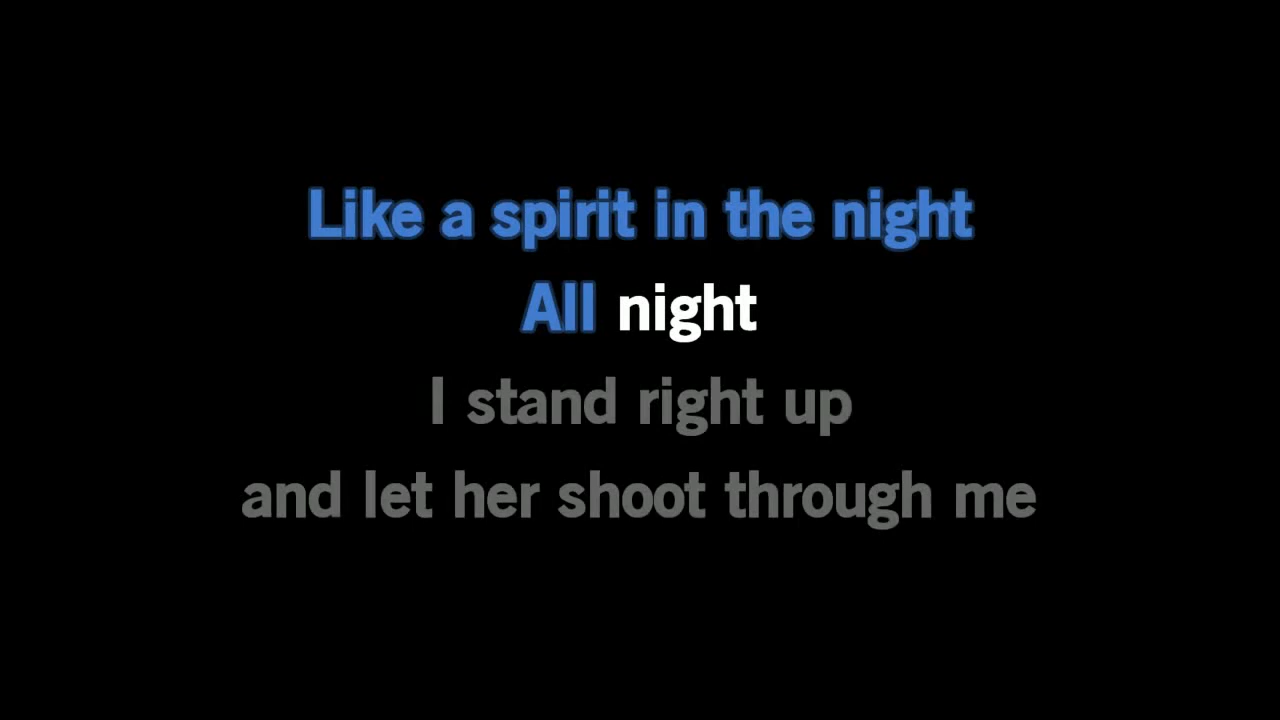 Like a spirit in the night
All night
I stand right up
and let her shoot through me